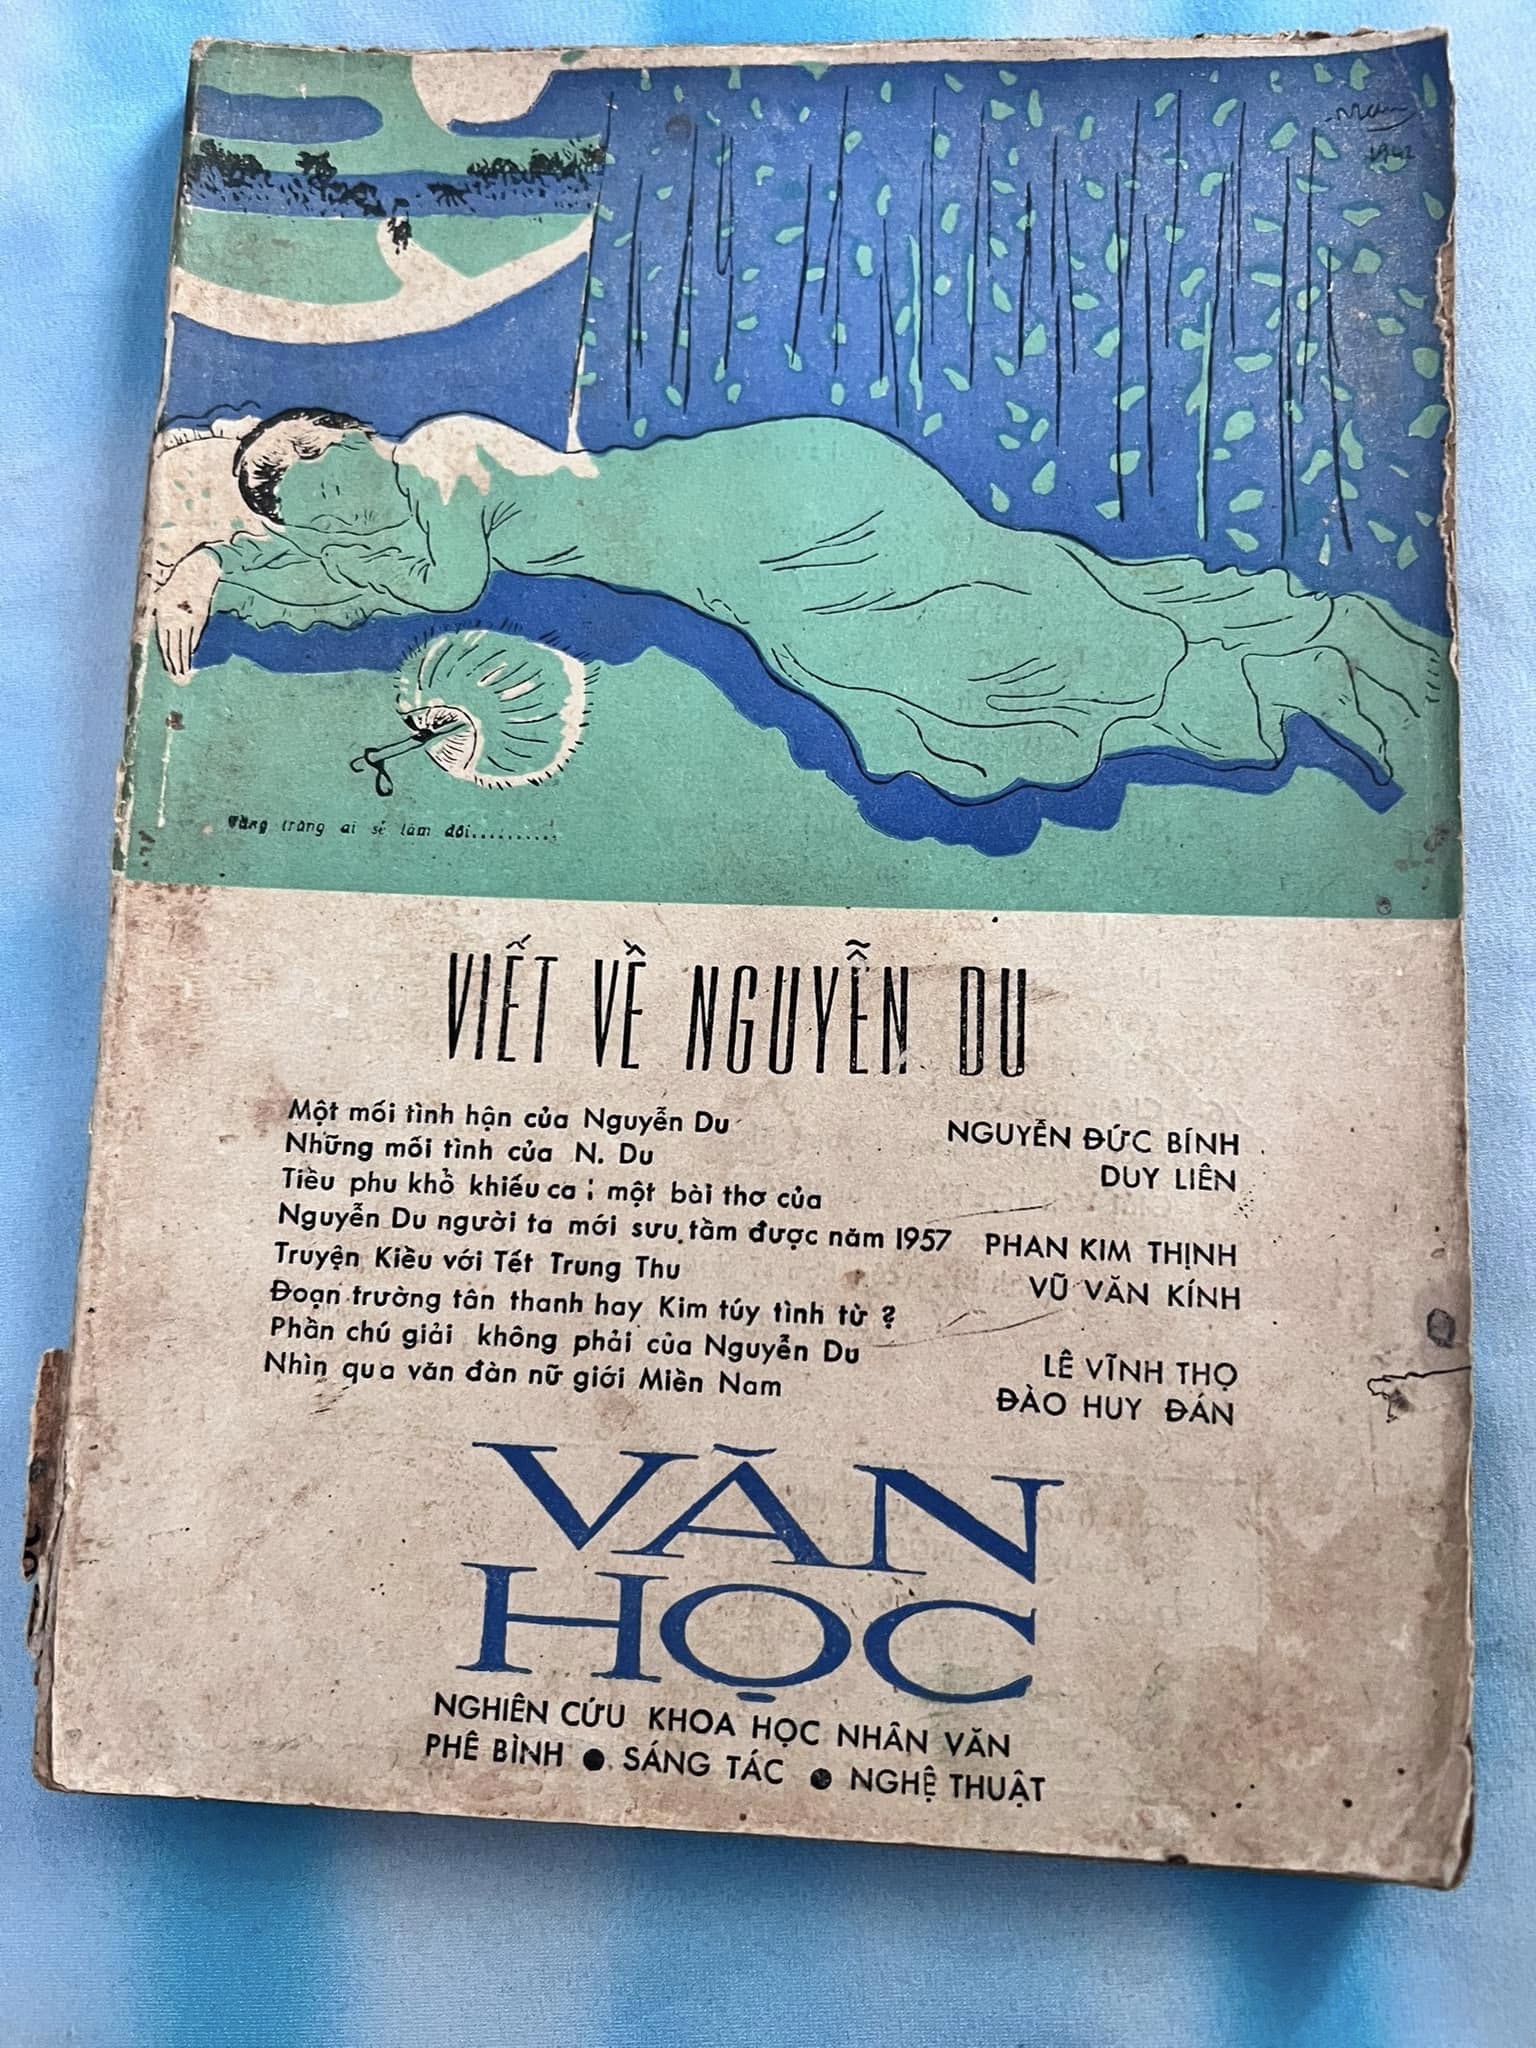 1942
Vầng trăng ai sẻ làm đôi..........
VIẾT VỀ NGUYỄN DU
Một mối tình hận của Nguyễn Du NGUYỄN ĐỨC BÍNH
Những mối tình của N. Du DUY LIÊN
Tiều phu khổ khiếu ca : một bài thơ của
Nguyễn Du người ta mới sưu tầm được năm 1957 PHAN KIM THỊNH
Truyện Kiều với Tết Trung Thu VŨ VĂN KÍNH
Đoạn trường tân thanh hay Kim túy tình từ ?
Phần chú giải không phải của Nguyễn Du LÊ VĨNH THỌ
Nhìn qua văn đàn nữ giới Miền Nam ĐÀO HUY ĐÁN
VĂN
HỌC
NGHIÊN CỨU KHOA HỌC NHÂN VĂN
PHÊ BÌNH ● SÁNG TÁC ● NGHỆ THUẬT